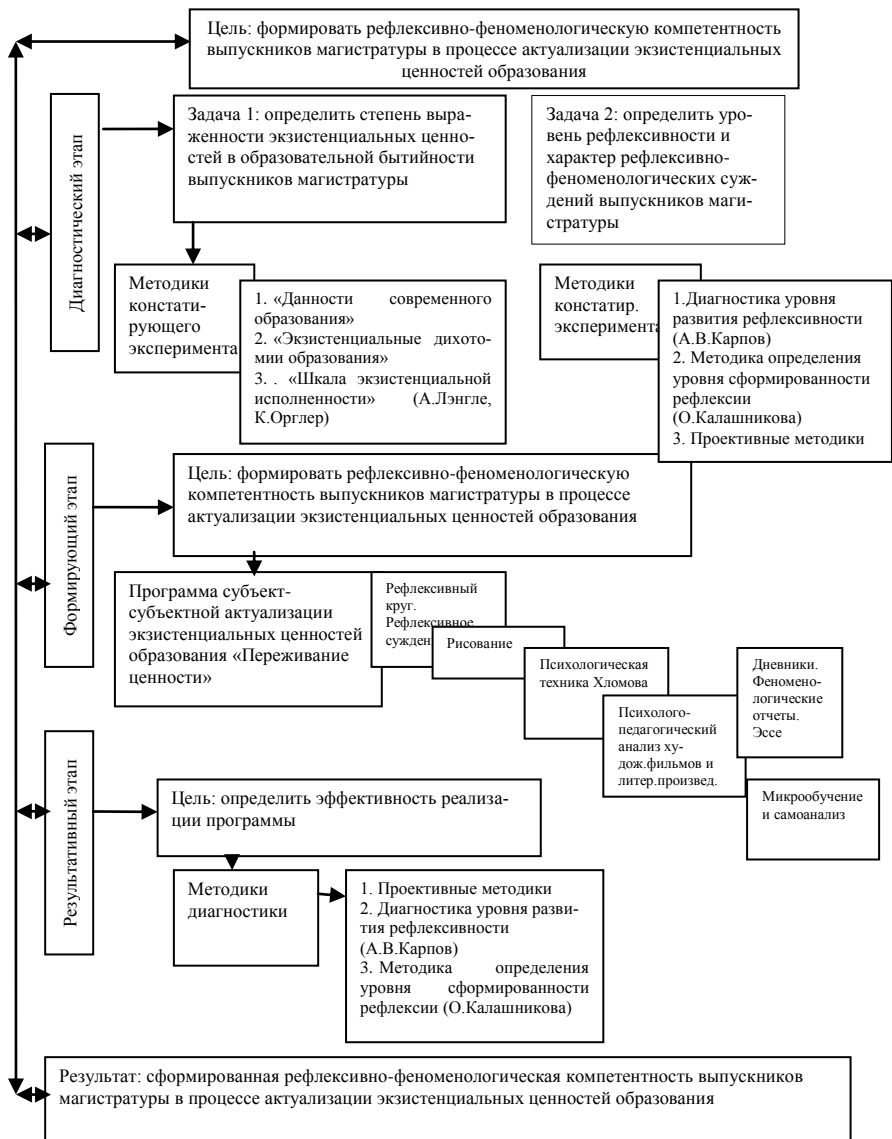 Цель: формировать рефлексивно-феноменологическую компетентность
выпускников магистратуры в процессе актуализации экзистенциальных
ценностей образования
Диагностический этап
Задача 1: определить степень выра-
женности экзистенциальных ценно-
стей в образовательной бытийности
выпускников магистратуры
Задача 2: определить уро-
вень рефлексивности и
характер рефлексивно-
феноменологических суж-
дений выпускников маги-
стратуры
Методики
констати-
рующего
эксперимента
1. «Данности современного
образования»
2. «Экзистенциальные дихото-
мии образования»
3. . «Шкала экзистенциальной
исполненности» (А.Лэнгле,
К.Орглер)
Методики
констатир.
эксперимента
1.Диагностика уровня
развития рефлексивности
(А.В.Карпов)
2. Методика определения
уровня сформированности
рефлексии
(О.Калашникова)
3. Проективные методики
Формирующий этап
Цель: формировать рефлексивно-феноменологическую
компетентность выпускников магистратуры в процессе
актуализации экзистенциальных ценностей образования
Программа субъект-
субъектной актуализации
экзистенциальных ценностей
образования «Переживание
ценности»
Рефлексивный
круг.
Рефлексивное
сужден
Рисование
Психологическая
техника Хломова
Психолого-
педагогический
анализ ху-
дож.фильмов и
литер.произвед.
Дневники.
Феномено-
логические
отчеты.
Эссе
Микрообучение
и самоанализ
Результативный этап
Цель: определить эффективность реализа-
ции программы
Методики
диагностики
1. Проективные методики
2. Диагностика уровня разви-
тия рефлексивности
(А.В.Карпов)
3. Методика определения
уровня сформированности
рефлексии (О.Калашникова)
Результат: сформированная рефлексивно-феноменологическая компетентность выпускников
магистратуры в процессе актуализации экзистенциальных ценностей образования